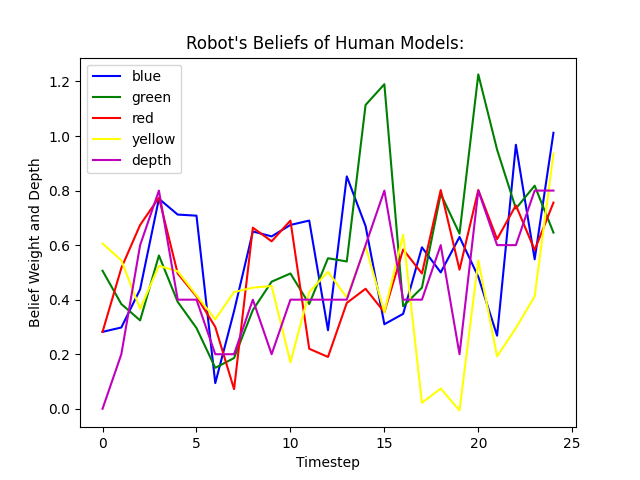 Robot's Beliefs of Human Models:
blue
green
red
yellow
depth
Belief Weight and Depth
1.2
1.0
0.8
0.6
0.4
0.2
0.0
0 5 10 15 20 25
Timestep